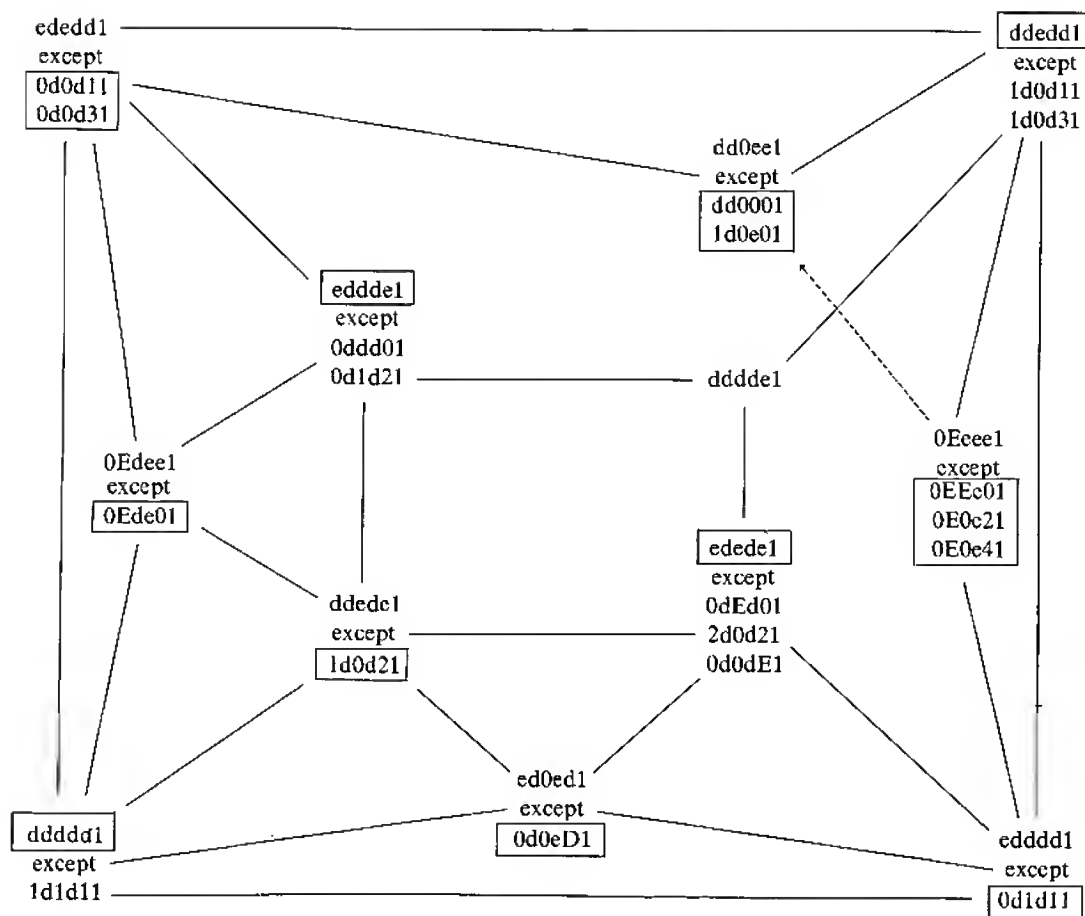 ededd1
except
0d0d11
0d0d31
ddedd1
except
1d0d11
1d0d31
dd0ee1
except
dd0001
1d0e01
eddde1
except
0ddd01
0d1d21
dddde1
0Edee1
except
0Ede01
0Ecee1
except
0EEc01
0E0c21
0E0e41
edede1
except
0dEd01
2d0d21
0d0dE1
ddedc1
except
1d0d21
ed0ed1
except
0d0eD1
ddddd1
except
1d1d11
edddd1
except
0d1d11